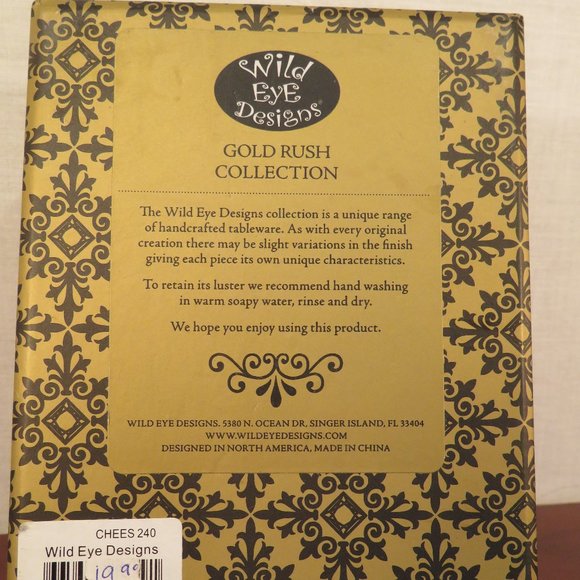 Wild
Eye
Designs®
GOLD RUSH
COLLECTION
The Wild Eye Designs collection is a unique range
of handcrafted tableware. As with every original
creation there may be slight variations in the finish
giving each piece its own unique characteristics.
To retain its luster we recommend hand washing
in warm soapy water, rinse and dry.
We hope you enjoy using this product.
WILD EYE DESIGNS. 5380 N. OCEAN DR, SINGER ISLAND, FL 33404
WWW.WILDEYEDESIGNS.COM
DESIGNED IN NORTH AMERICA, MADE IN CHINA
CHEES 240
Wild Eye Designs
19.9